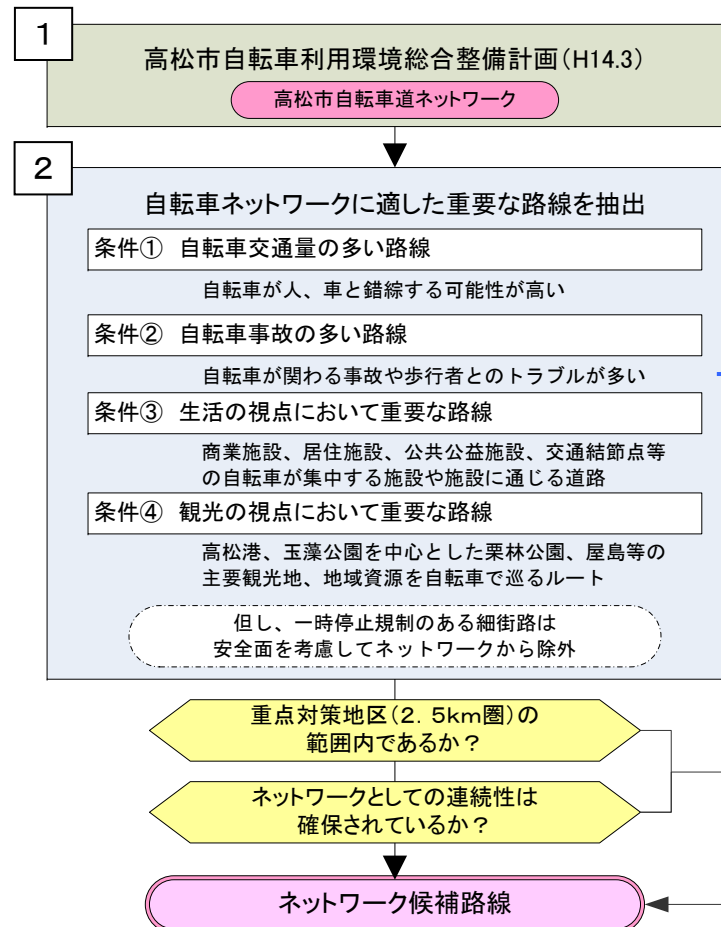 1
高松市自転車利用環境総合整備計画(H14.3)
高松市自転車道ネットワーク
2
自転車ネットワークに適した重要な路線を抽出
条件① 自転車交通量の多い路線
自転車が人、車と錯綜する可能性が高い
条件② 自転車事故の多い路線
自転車が関わる事故や歩行者とのトラブルが多い
条件③ 生活の視点において重要な路線
商業施設、居住施設、公共公益施設、交通結節点等
の自転車が集中する施設や施設に通じる道路
条件④ 観光の視点において重要な路線
高松港、玉藻公園を中心とした栗林公園、屋島等の
主要観光地、地域資源を自転車で巡るルート
但し、一時停止規制のある細街路は
安全面を考慮してネットワークから除外
重点対策地区(2.5km圏)の
範囲内であるか?
ネットワークとしての連続性は
確保されているか?
ネットワーク候補路線